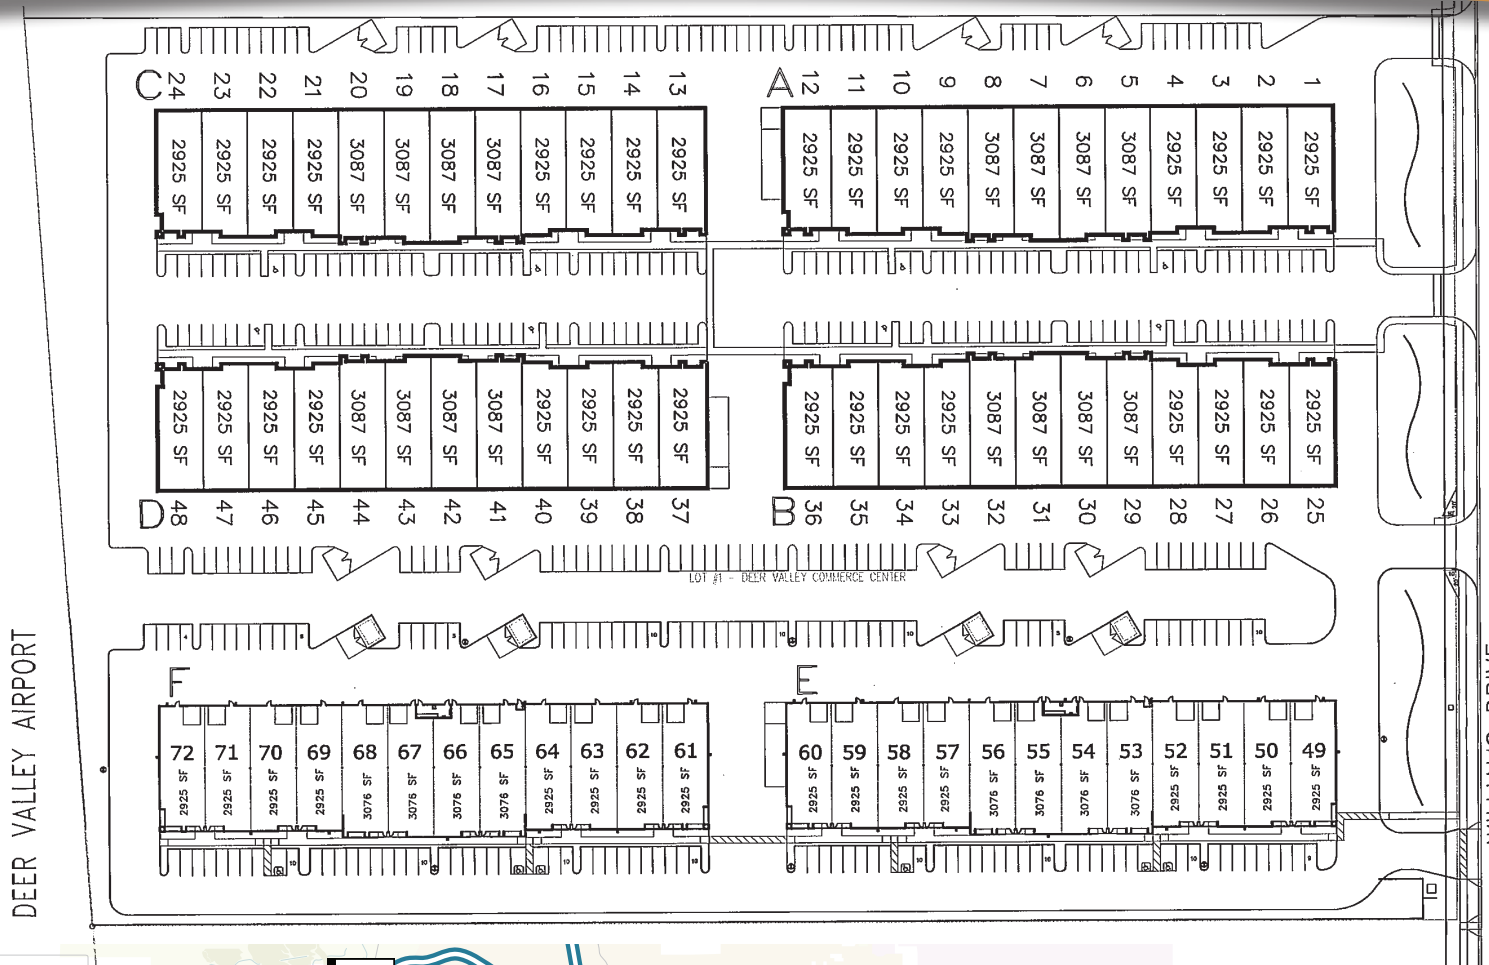 C 24 23 22 21 20 19 18 17 16 15 14 13
A 12 11 10 9 8 7 6 5 4 3 2 1
2925 SF 2925 SF 2925 SF 2925 SF 3087 SF 3087 SF 3087 SF 3087 SF 2925 SF 2925 SF 2925 SF 2925 SF
2925 SF 2925 SF 2925 SF 2925 SF 3087 SF 3087 SF 3087 SF 3087 SF 2925 SF 2925 SF 2925 SF 2925 SF
2925 SF 2925 SF 2925 SF 2925 SF 3087 SF 3087 SF 3087 SF 3087 SF 2925 SF 2925 SF 2925 SF 2925 SF
2925 SF 2925 SF 2925 SF 2925 SF 3087 SF 3087 SF 3087 SF 3087 SF 2925 SF 2925 SF 2925 SF 2925 SF
D 48 47 46 45 44 43 42 41 40 39 38 37
B 36 35 34 33 32 31 30 29 28 27 26 25
LOT #1 - DEER VALLEY COMMERCE CENTER
F
E
72 71 70 69 68 67 66 65 64 63 62 61
60 59 58 57 56 55 54 53 52 51 50 49
2925 SF 2925 SF 2925 SF 2925 SF 3076 SF 3076 SF 3076 SF 3076 SF 2925 SF 2925 SF 2925 SF 2925 SF
2925 SF 2925 SF 2925 SF 2925 SF 3076 SF 3076 SF 3076 SF 3076 SF 2925 SF 2925 SF 2925 SF 2925 SF
DEER VALLEY AIRPORT